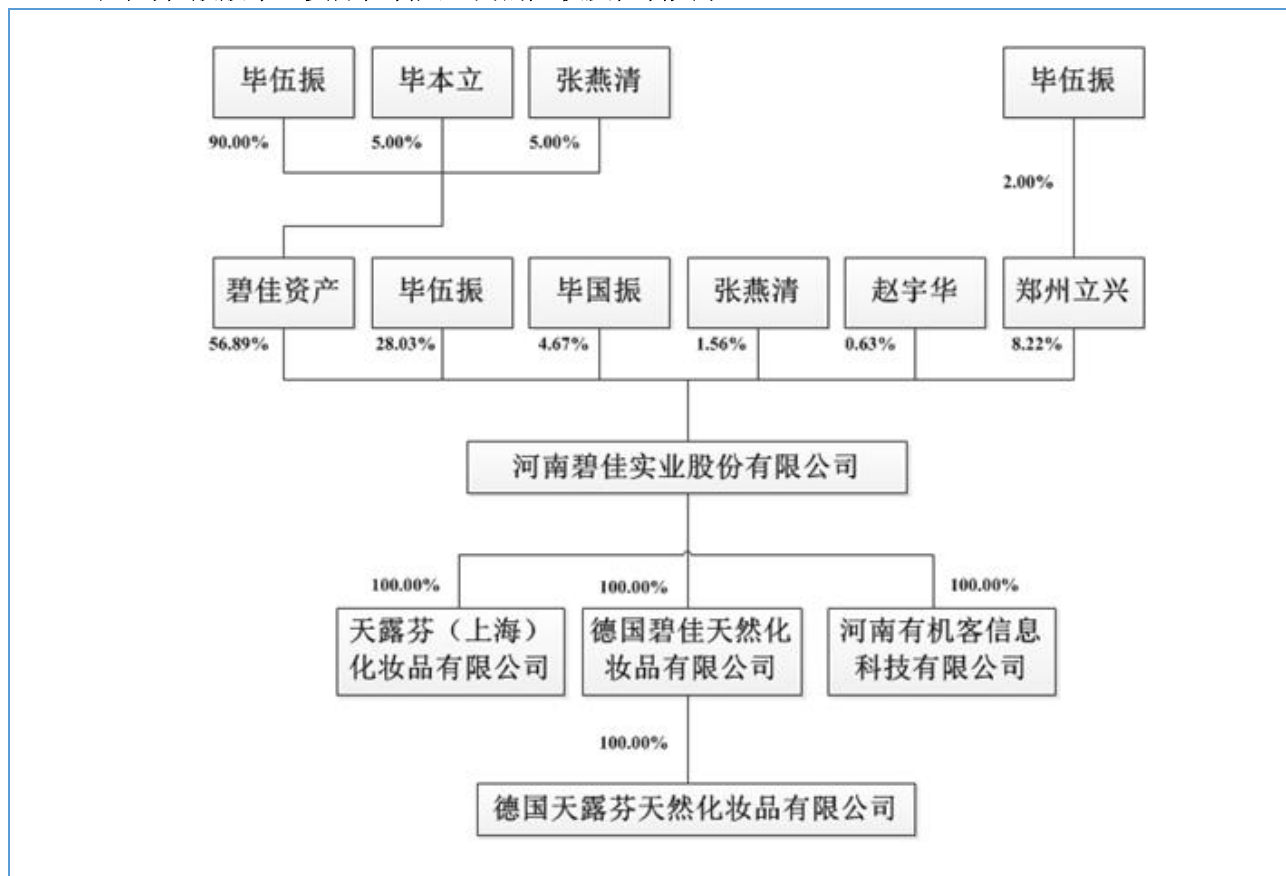 毕伍振
毕本立
张燕清
毕伍振
90.00%
5.00%
5.00%
2.00%
碧佳资产
毕伍振
毕国振
张燕清
赵宇华
郑州立兴
56.89%
28.03%
4.67%
1.56%
0.63%
8.22%
河南碧佳实业股份有限公司
100.00%
100.00%
100.00%
天露芬（上海）
化妆品有限公司
德国碧佳天然化
妆品有限公司
河南有机客信息
科技有限公司
100.00%
德国天露芬天然化妆品有限公司